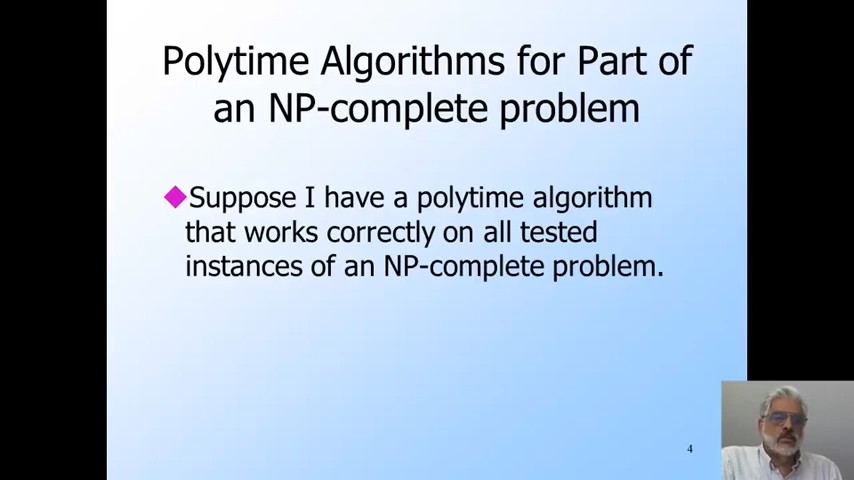 Polytime Algorithms for Part of
an NP-complete problem
Suppose I have a polytime algorithm
that works correctly on all tested
instances of an NP-complete problem.
4